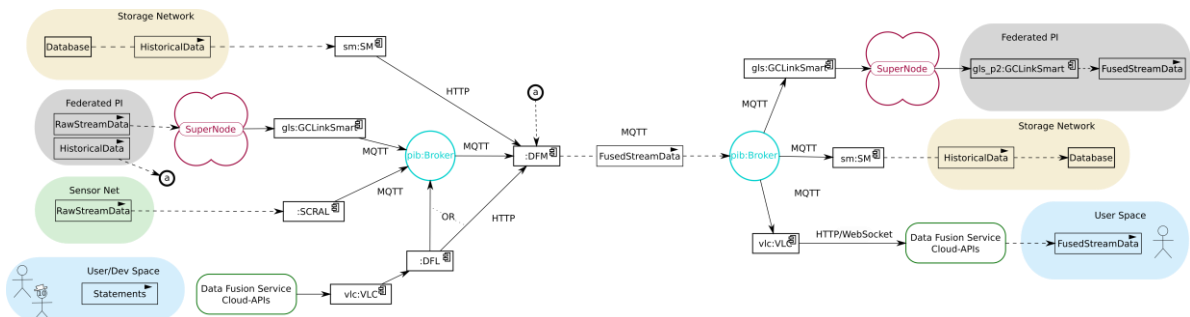 Storage Network
Database
HistoricalData
sm:SM
HTTP
Federated PI
RawStreamData
HistoricalData
a
SuperNode
gls:GCLinkSmart
MQTT
pib:Broker
MQTT
a
:DFM
Sensor Net
RawStreamData
:SCRAL
MQTT
OR
HTTP
:DFL
User/Dev Space
Statements
Data Fusion Service
Cloud-APIs
vlc:VLC
MQTT
FusedStreamData
pib:Broker
MQTT
gls:GCLinkSmart
SuperNode
Federated PI
gls_p2:GCLinkSmart
FusedStreamData
MQTT
sm:SM
Storage Network
HistoricalData
Database
MQTT
vlc:VLC
HTTP/WebSocket
Data Fusion Service
Cloud-APIs
User Space
FusedStreamData